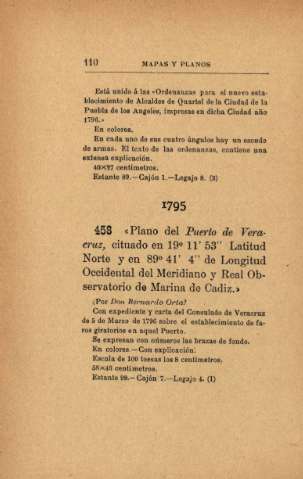 110 MAPAS Y PLANOS
Está unido á las «Ordenanzas para el nuevo esta-
blecimiento de Alcaldes de Quartel de la Ciudad de la
Puebla de los Angeles, impresas en dicha Ciudad año
1796.»
En colores.
En cada uno de sus cuatro ángulos hay un escudo
de armas. El texto de las ordenanzas, contiene una
extensa explicación.
40×27 centímetros.
Estante 89.—Cajón 1.—Legajo 8. (3)
1795
458 «Plano del Puerto de Vera-
cruz, cituado en 19º 11' 53" Latitud
Norte y en 89º 41' 4" de Longitud
Occidental del Meridiano y Real Ob-
servatorio de Marina de Cadiz.»
¿Por Don Bernardo Orta?
Con expediente y carta del Consulado de Veracruz
de 5 de Marzo de 1796 sobre el establecimiento de fa-
ros giratorios en aquel Puerto.
Se expresan con números las brazas de fondo.
En colores.—Con explicación.
Escala de 100 toesas los 8 centímetros.
58×45 centímetros.
Estante 99.—Cajón 7.—Legajo 4. (1)